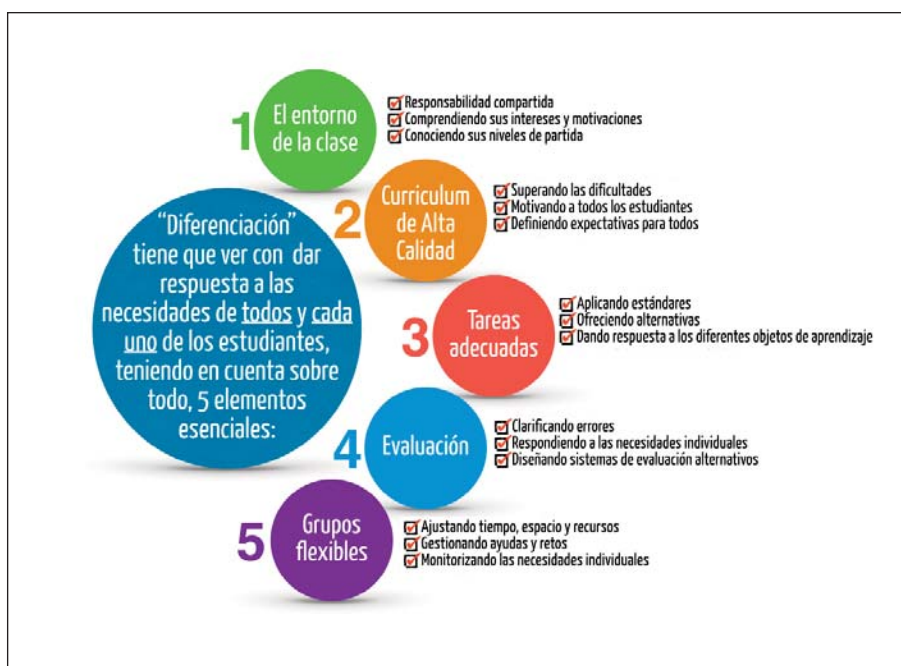 "Diferenciación"
tiene que ver con dar
respuesta a las
necesidades de todos y cada
uno de los estudiantes,
teniendo en cuenta sobre
todo, 5 elementos
esenciales:
1
El entorno
de la clase
Responsabilidad compartida
Comprendiendo sus intereses y motivaciones
Conociendo sus niveles de partida
2
Curriculum
de Alta
Calidad
Superando las dificultades
Motivando a todos los estudiantes
Definiendo expectativas para todos
3
Tareas
adecuadas
Aplicando estándares
Ofreciendo alternativas
Dando respuesta a los diferentes objetos de aprendizaje
4
Evaluación
Clarificando errores
Respondiendo a las necesidades individuales
Diseñando sistemas de evaluación alternativos
5
Grupos
flexibles
Ajustando tiempo, espacio y recursos
Gestionando ayudas y retos
Monitorizando las necesidades individuales